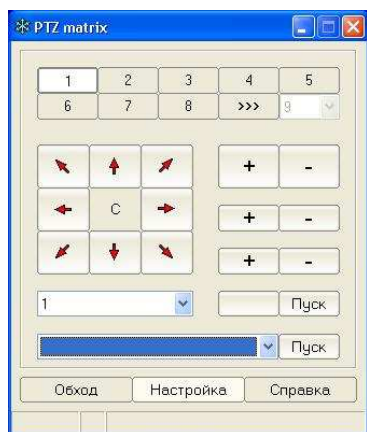 PTZ matrix
1 2 3 4 5
6 7 8 >>> 9
+ -
C + -
+ -
1 Пуск
Пуск
Обход Настройка Справка